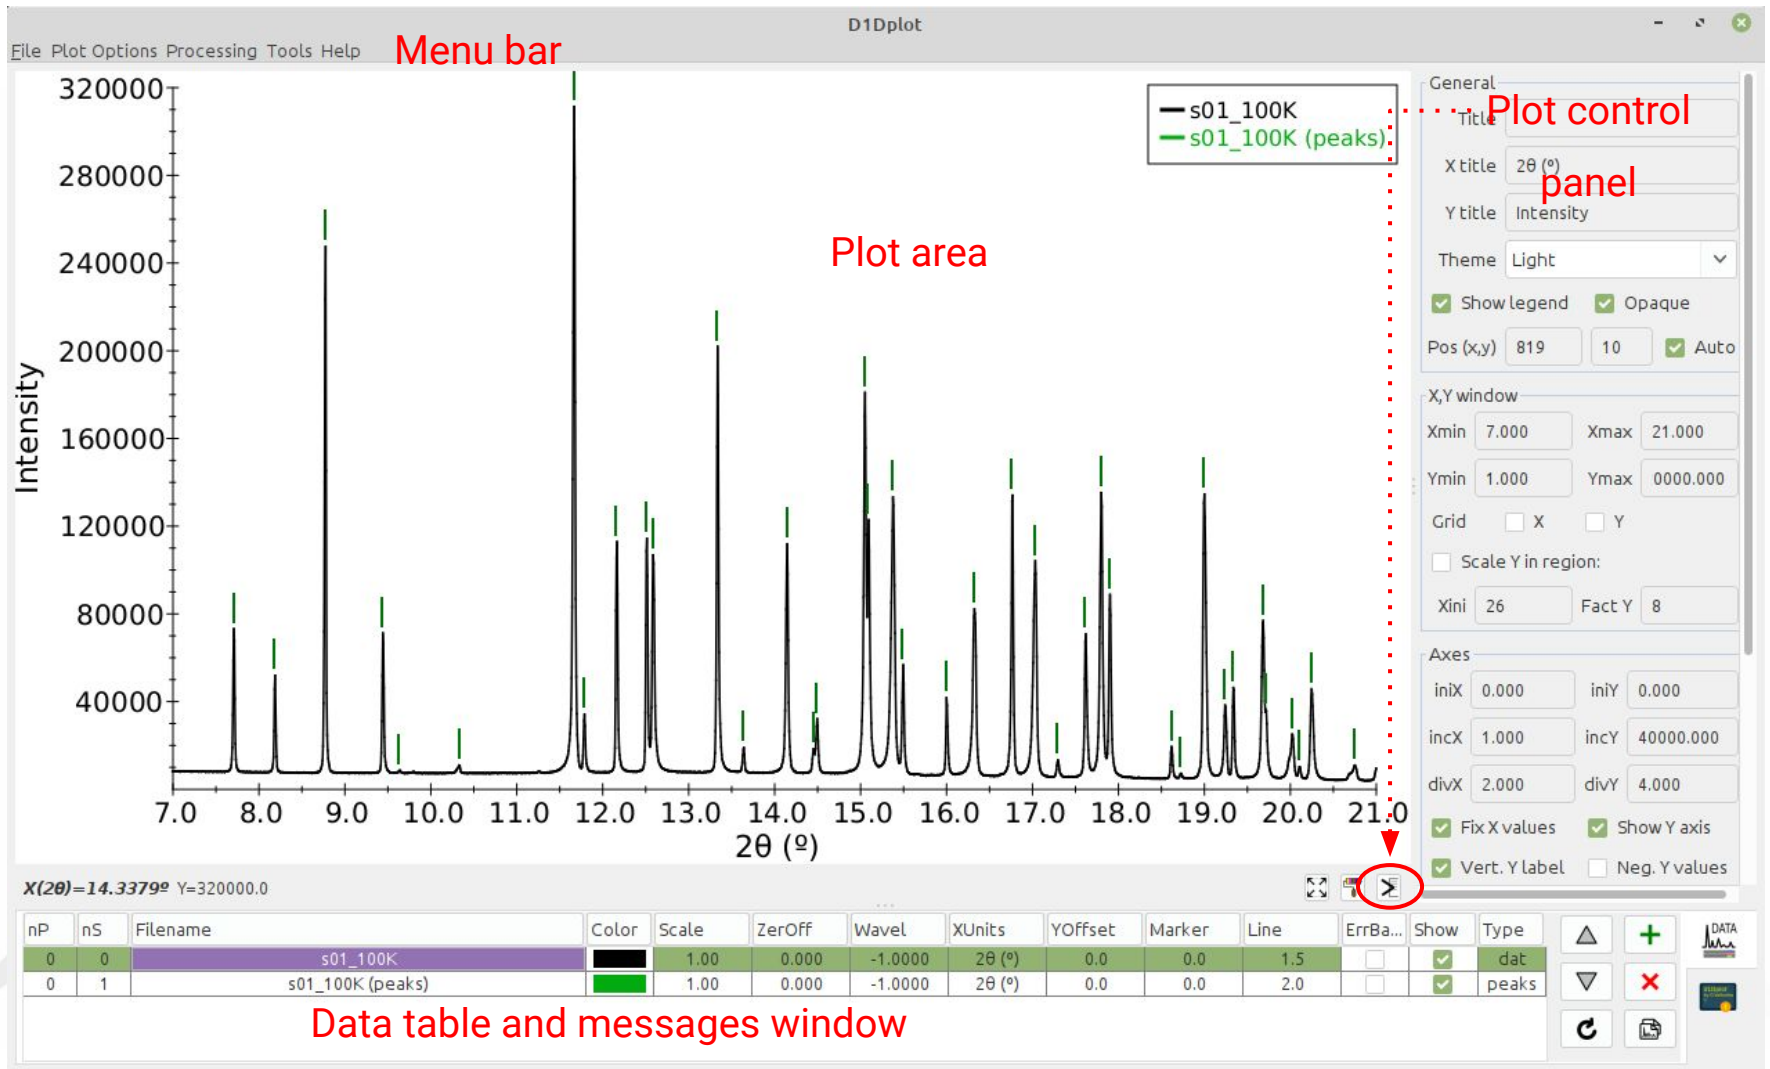 D1Dplot
File Plot Options Processing Tools Help
Menu bar
320000
280000
240000
200000
160000
120000
80000
40000
Intensity
7.0 8.0 9.0 10.0 11.0 12.0 13.0 14.0 15.0 16.0 17.0 18.0 19.0 20.0 21.0
2θ (º)
s01_100K
s01_100K (peaks)
Plot area
Plot control
panel
General
Title
X title 2θ (º)
Y title Intensity
Theme Light
Show legend Opaque
Pos (x,y) 819 10 Auto
X,Y window
Xmin 7.000 Xmax 21.000
Ymin 1.000 Ymax 0000.000
Grid X Y
Scale Y in region:
Xini 26 Fact Y 8
Axes
iniX 0.000 iniY 0.000
incX 1.000 incY 40000.000
divX 2.000 divY 4.000
Fix X values Show Y axis
Vert. Y label Neg. Y values
X(2θ)=14.3379º Y=320000.0
nP nS Filename Color Scale ZerOff Wavel XUnits YOffset Marker Line ErrBa... Show Type
0 0 s01_100K 1.00 0.000 -1.0000 2θ (º) 0.0 0.0 1.5 dat
0 1 s01_100K (peaks) 1.00 0.000 -1.0000 2θ (º) 0.0 0.0 2.0 peaks
DATA
Data table and messages window